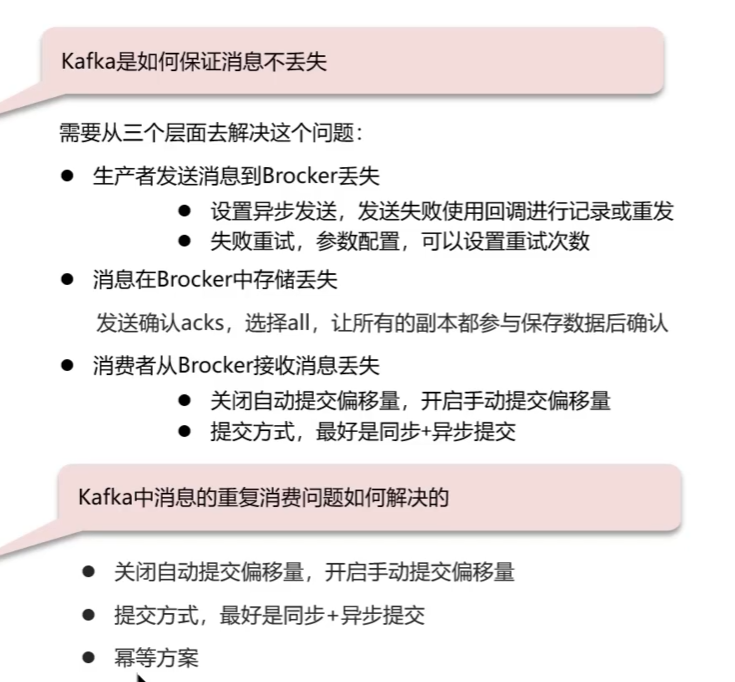 Kafka是如何保证消息不丢失
需要从三个层面去解决这个问题：
● 生产者发送消息到Brocker丢失
● 设置异步发送，发送失败使用回调进行记录或重发
● 失败重试，参数配置，可以设置重试次数
● 消息在Brocker中存储丢失
发送确认acks，选择all，让所有的副本都参与保存数据后确认
● 消费者从Brocker接收消息丢失
● 关闭自动提交偏移量，开启手动提交偏移量
● 提交方式，最好是同步+异步提交
Kafka中消息的重复消费问题如何解决的
● 关闭自动提交偏移量，开启手动提交偏移量
● 提交方式，最好是同步+异步提交
● 幂等方案